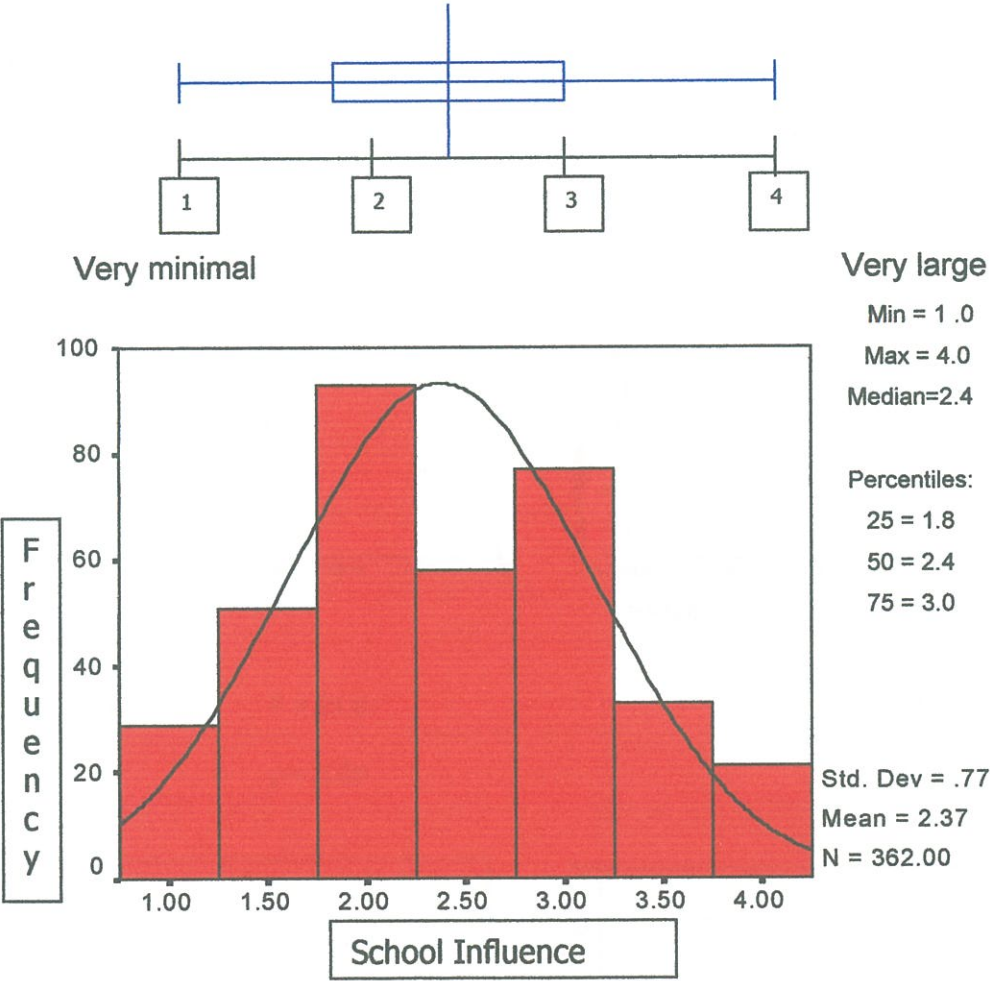 1 2 3 4
Very minimal
Very large
Min = 1 .0
Max = 4.0
Median=2.4
Percentiles:
25 = 1.8
50 = 2.4
75 = 3.0
100
80
60
40
20
0
Frequency
1.00 1.50 2.00 2.50 3.00 3.50 4.00
School Influence
Std. Dev = .77
Mean = 2.37
N = 362.00